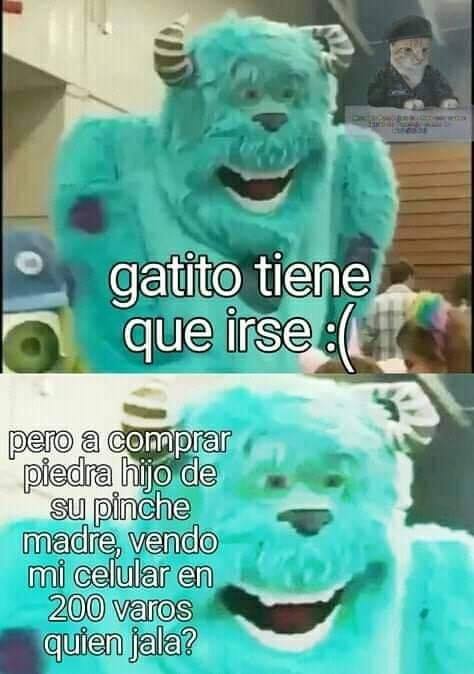 gatito tiene
que irse :(
pero a comprar
piedra hijo de
su pinche
madre, vendo
mi celular en
200 varos
quien jala?